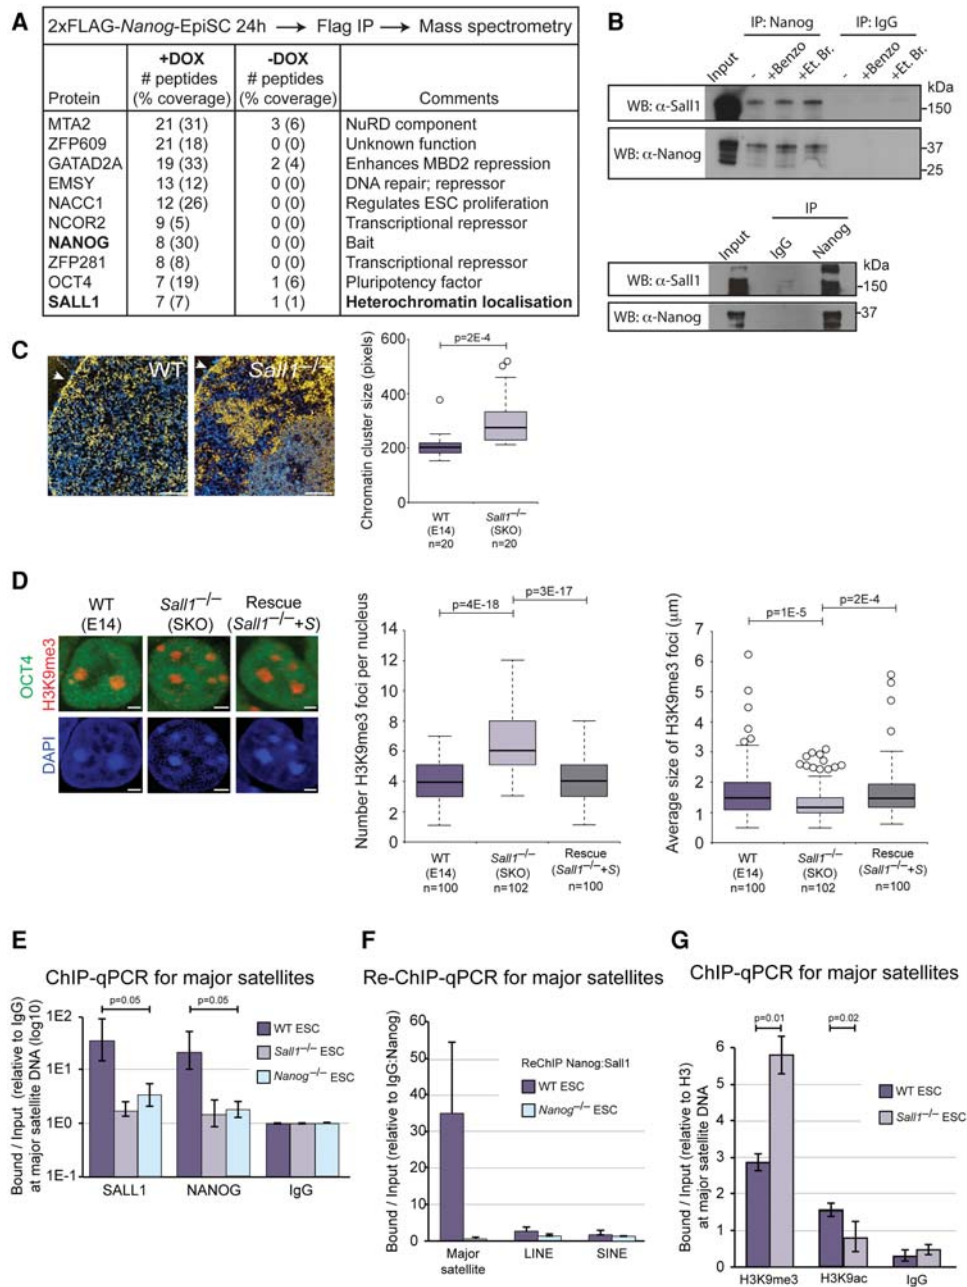 A
2xFLAG-Nanog-EpiSC 24h → Flag IP → Mass spectrometry
Protein
+DOX
# peptides
(% coverage)
-DOX
# peptides
(% coverage)
Comments
MTA2 21 (31) 3 (6) NuRD component
ZFP609 21 (18) 0 (0) Unknown function
GATAD2A 19 (33) 2 (4) Enhances MBD2 repression
EMSY 13 (12) 0 (0) DNA repair; repressor
NACC1 12 (26) 0 (0) Regulates ESC proliferation
NCOR2 9 (5) 0 (0) Transcriptional repressor
NANOG 8 (30) 0 (0) Bait
ZFP281 8 (8) 0 (0) Transcriptional repressor
OCT4 7 (19) 1 (6) Pluripotency factor
SALL1 7 (7) 1 (1) Heterochromatin localisation
B
IP: Nanog IP: IgG
Input - +Benzo +Et. Br. - +Benzo +Et. Br.
kDa
WB: α-Sall1
150
WB: α-Nanog
37
25
IP
Input IgG Nanog
kDa
WB: α-Sall1
150
WB: α-Nanog
37
C
WT
Sall1–/–
Chromatin cluster size (pixels)
600
400
200
0
p=2E-4
WT
(E14)
n=20
Sall1–/–
(SKO)
n=20
D
WT
(E14)
Sall1–/–
(SKO)
Rescue
(Sall1–/–+S)
OCT4
H3K9me3
DAPI
Number H3K9me3 foci per nucleus
14
12
10
8
6
4
2
0
p=4E-18
p=3E-17
WT
(E14)
n=100
Sall1–/–
(SKO)
n=102
Rescue
(Sall1–/–+S)
n=100
Average size of H3K9me3 foci (μm)
7
6
5
4
3
2
1
0
p=1E-5
p=2E-4
WT
(E14)
n=100
Sall1–/–
(SKO)
n=102
Rescue
(Sall1–/–+S)
n=100
E
ChIP-qPCR for major satellites
Bound / Input (relative to IgG)
at major satellite DNA (log10)
1E*2
1E*1
1E*0
1E*-1
p=0.05
p=0.05
WT ESC
Sall1–/– ESC
Nanog–/– ESC
SALL1 NANOG IgG
F
Re-ChIP-qPCR for major satellites
Bound / Input (relative to IgG:Nanog)
60
50
40
30
20
10
0
ReChIP Nanog:Sall1
WT ESC
Nanog–/– ESC
Major
satellite
LINE
SINE
G
ChIP-qPCR for major satellites
Bound / Input (relative to H3)
at major satellite DNA
7
6
5
4
3
2
1
0
p=0.01
p=0.02
WT ESC
Sall1–/– ESC
H3K9me3 H3K9ac IgG